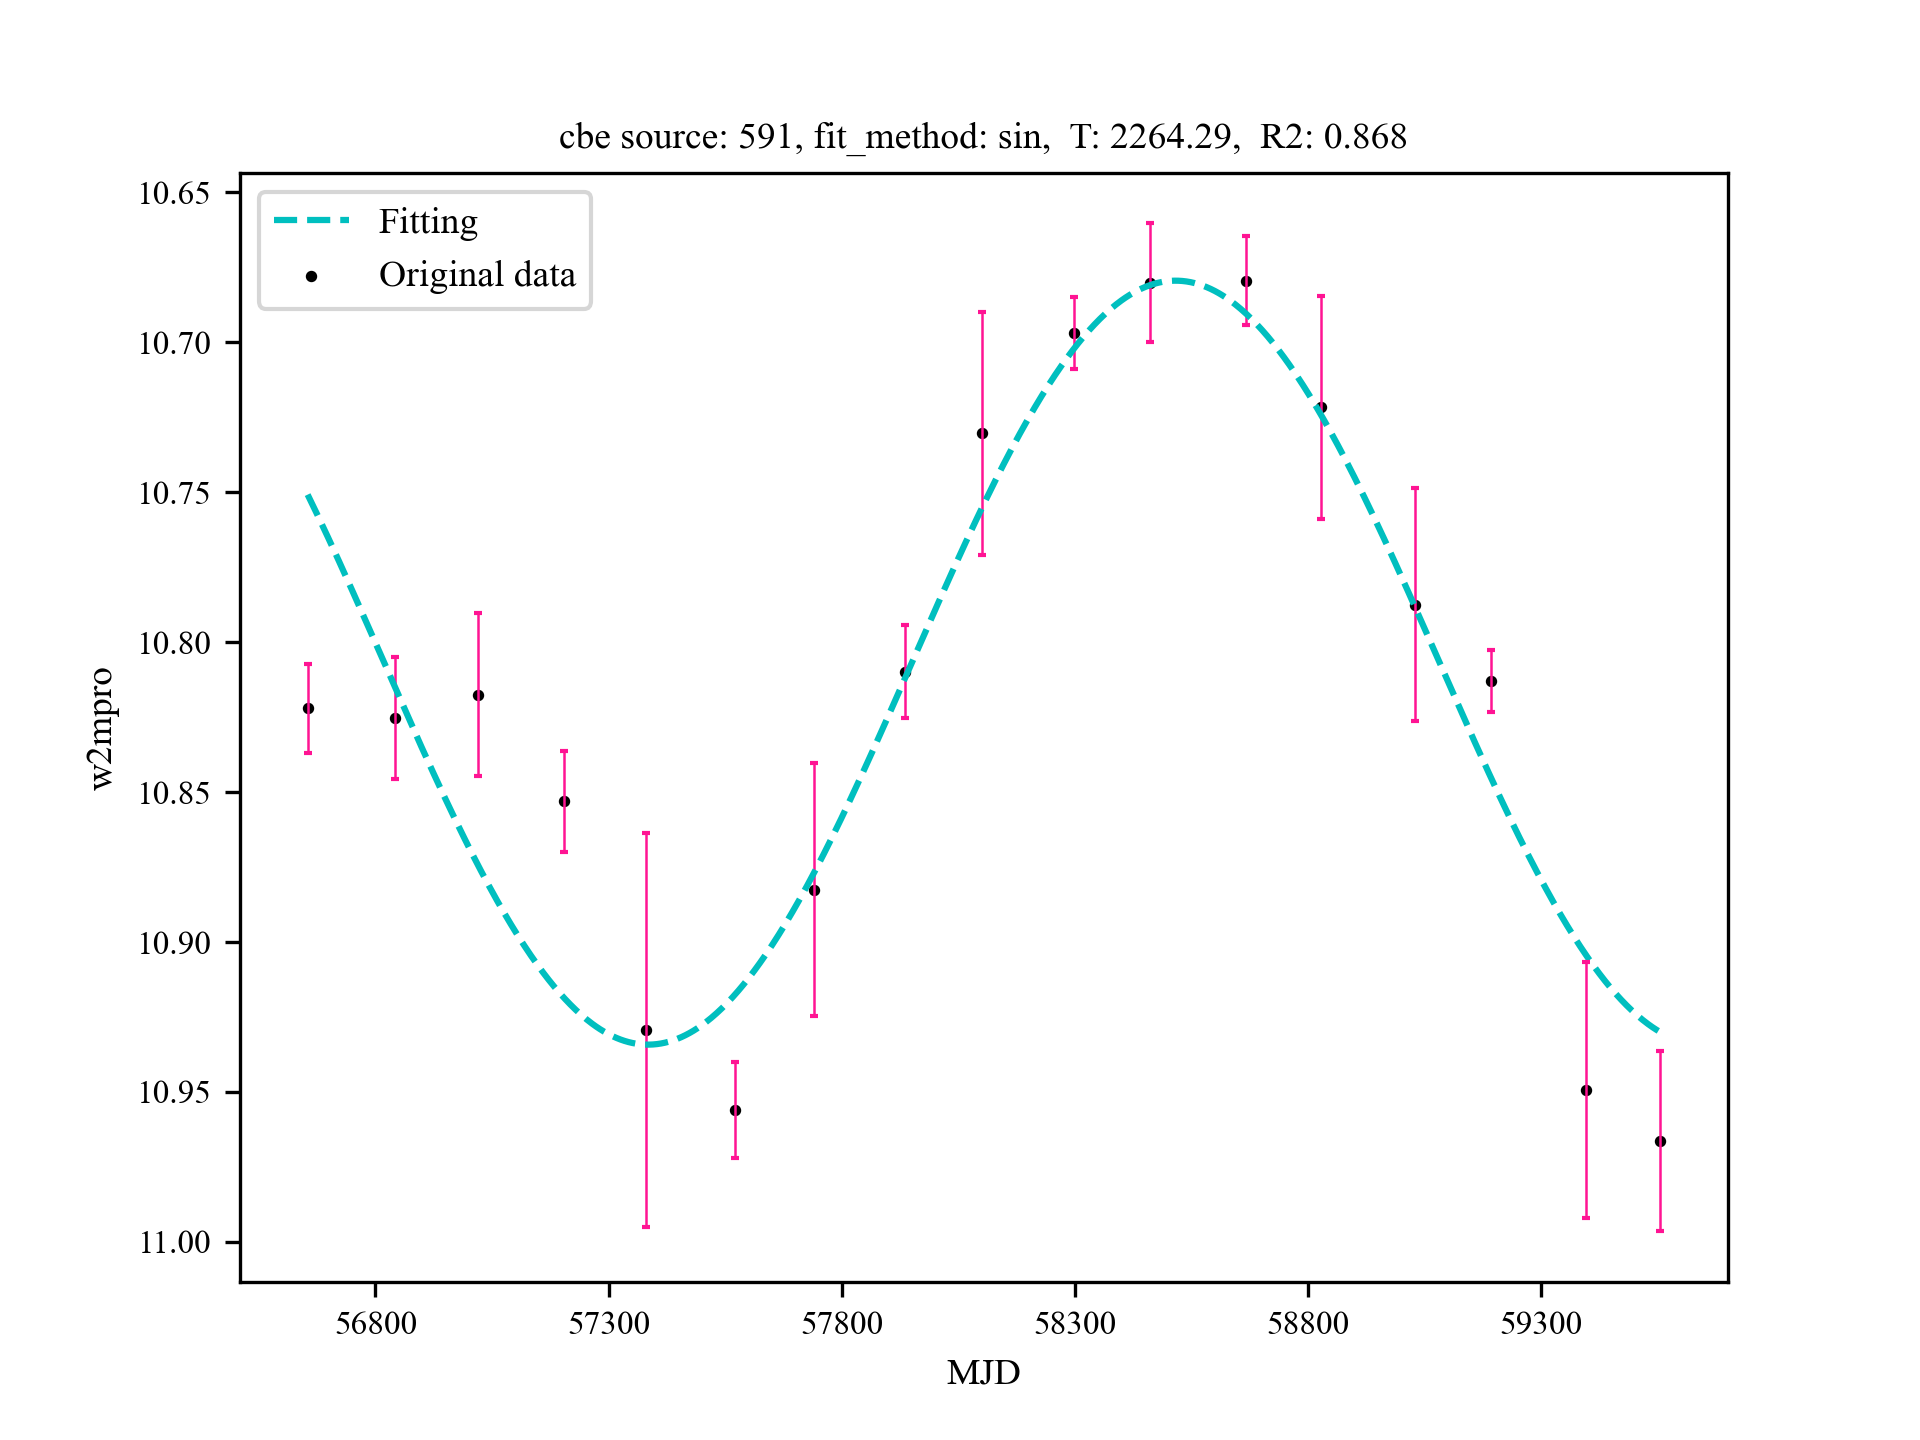 cbe source: 591, fit_method: sin,  T: 2264.29,  R2: 0.868
Fitting
Original data
10.65
10.70
10.75
10.80
10.85
10.90
10.95
11.00
w2mpro
56800 57300 57800 58300 58800 59300
MJD